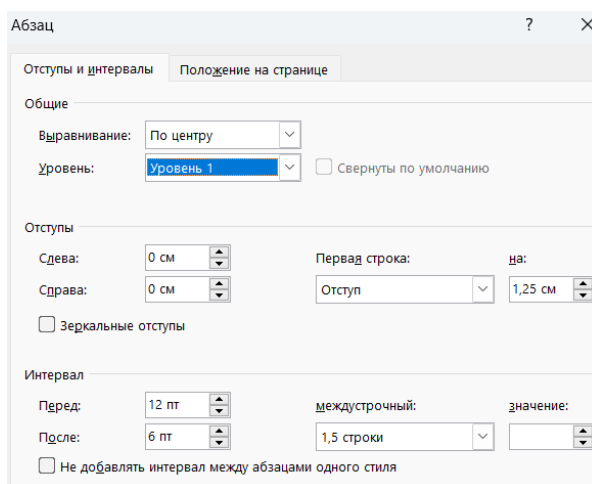 Абзац ? ×
Отступы и интервалы Положение на странице
Общие
Выравнивание: По центру
Уровень: Уровень 1 Свернуты по умолчанию
Отступы
Слева: 0 см Первая строка: на:
Справа: 0 см Отступ 1,25 см
Зеркальные отступы
Интервал
Перед: 12 пт междустрочный: значение:
После: 6 пт 1,5 строки
Не добавлять интервал между абзацами одного стиля